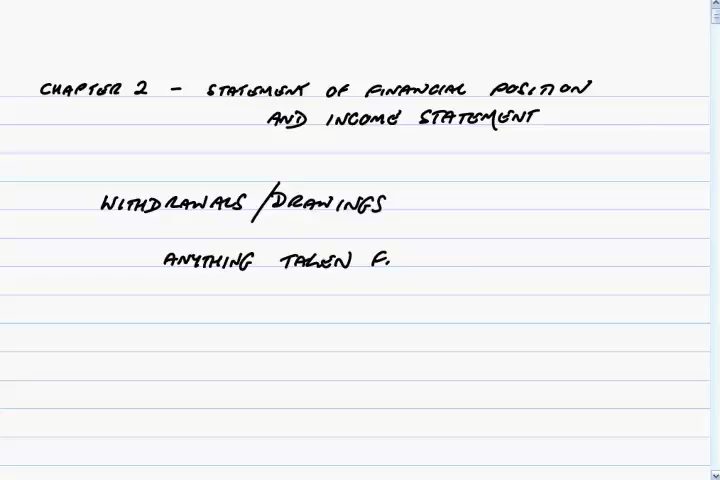 CHAPTER 2 - STATEMENT OF FINANCIAL POSITION
AND INCOME STATEMENT
WITHDRAWALS/DRAWINGS
ANYTHING TAKEN F.